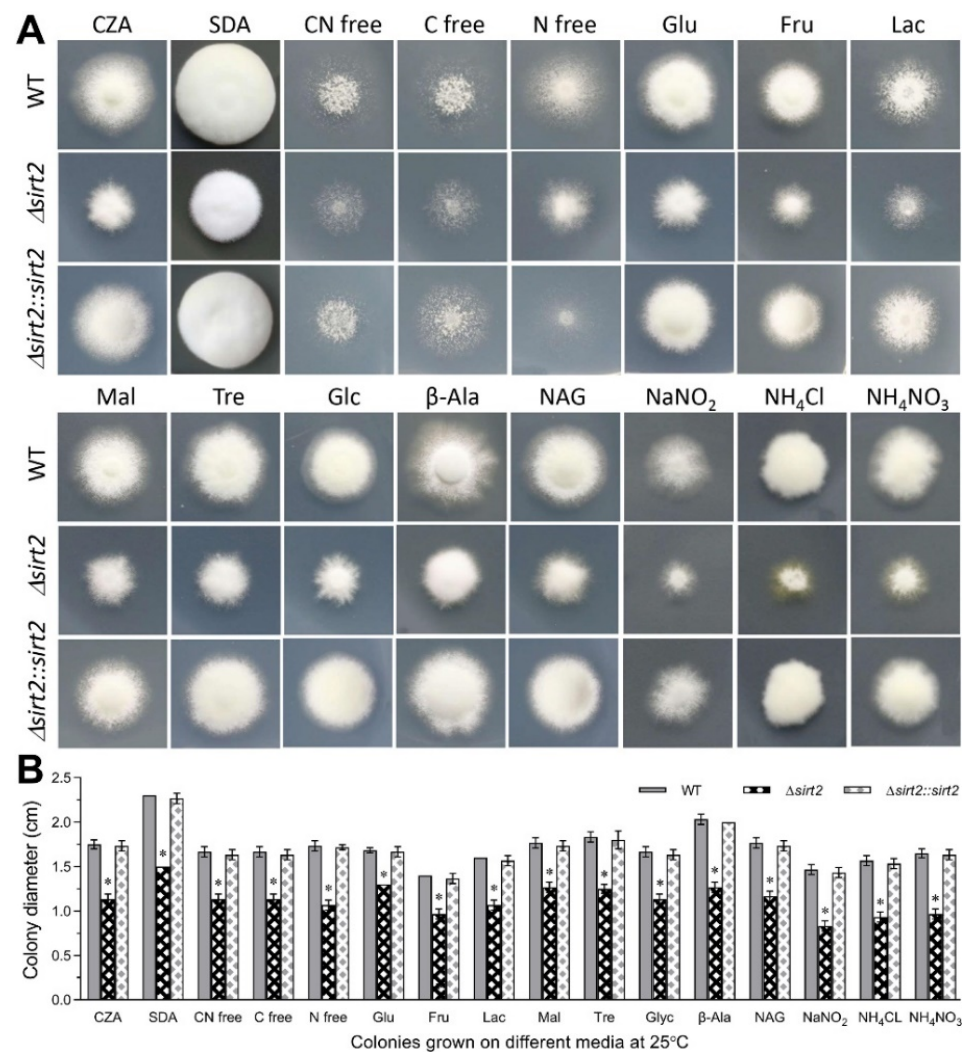 A
CZA SDA CN free C free N free Glu Fru Lac
WT
Δsirt2
Δsirt2::sirt2
Mal Tre Glc β-Ala NAG NaNO₂ NH₄Cl NH₄NO₃
WT
Δsirt2
Δsirt2::sirt2
B
WT Δsirt2 Δsirt2::sirt2
Colony diameter (cm)
2.5
2.0
1.5
1.0
0.5
0.0
* * * * * * * * * * * * * *
CZA SDA CN free C free N free Glu Fru Lac Mal Tre Glyc β-Ala NAG NaNO₂ NH₄CL NH₄NO₃
Colonies grown on different media at 25°C